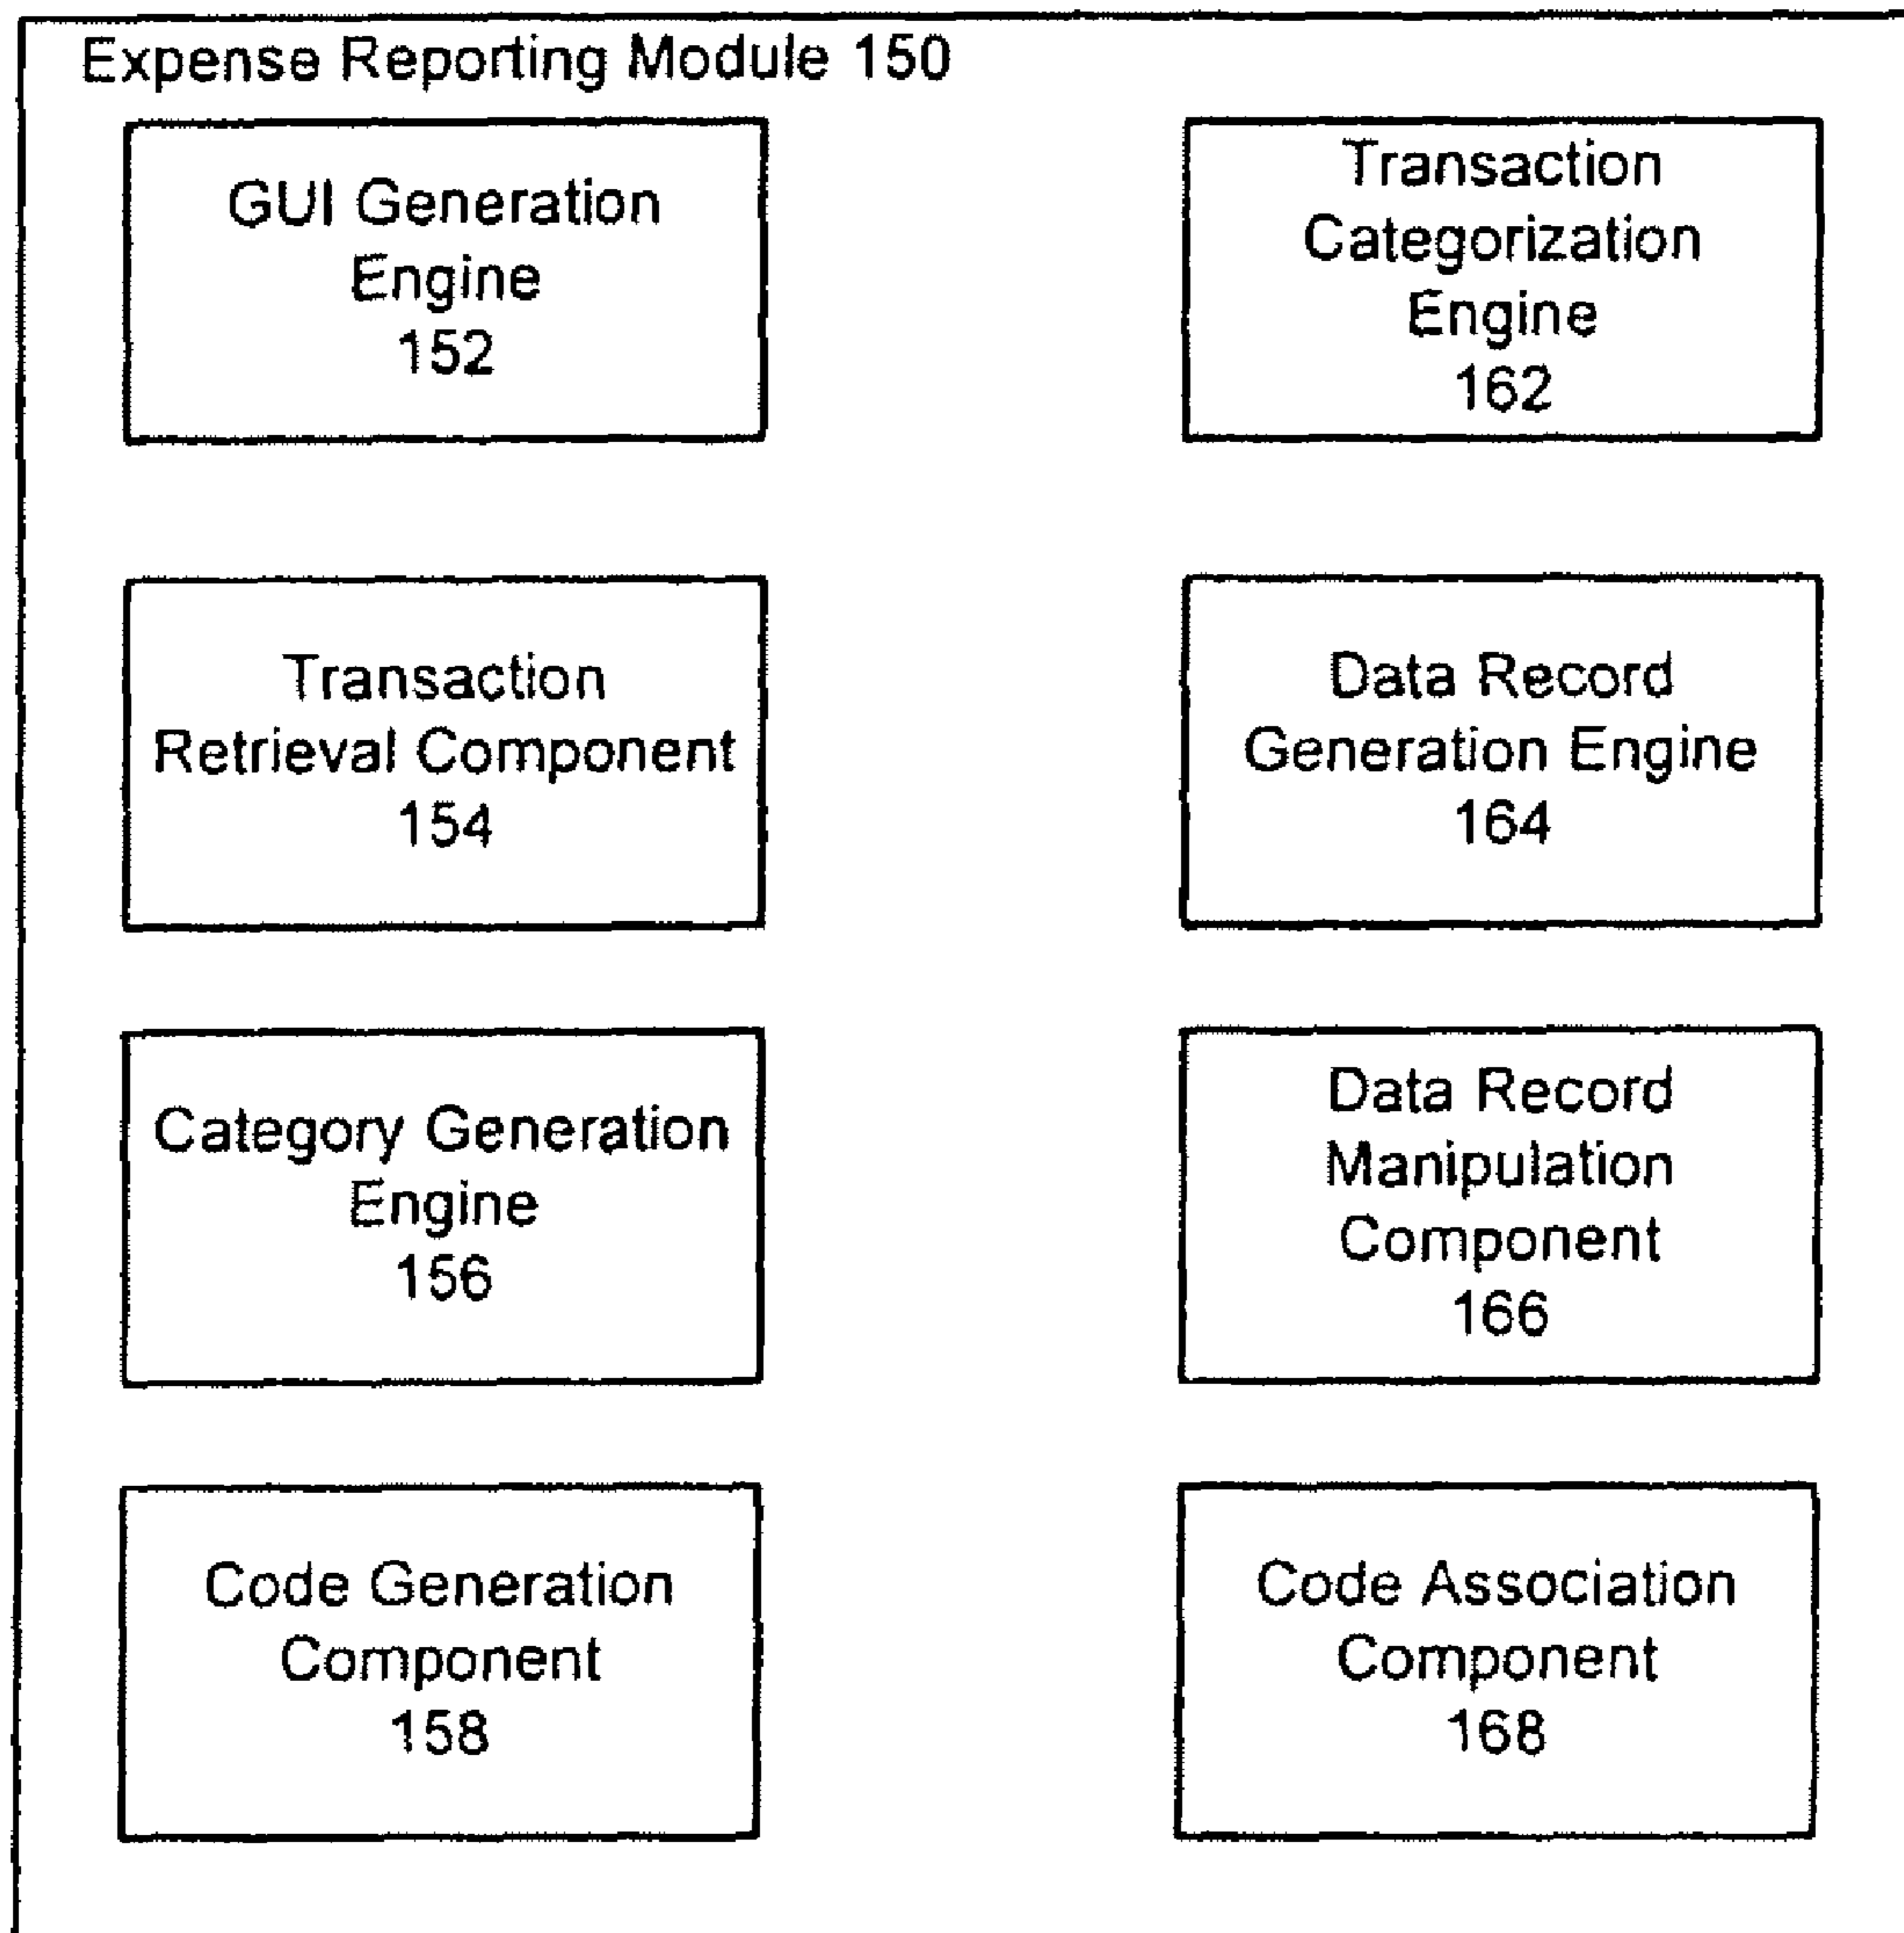 Expense Reporting Module 150
GUI Generation
Engine
152
Transaction
Categorization
Engine
162
Transaction
Retrieval Component
154
Data Record
Generation Engine
164
Category Generation
Engine
156
Data Record
Manipulation
Component
166
Code Generation
Component
158
Code Association
Component
168